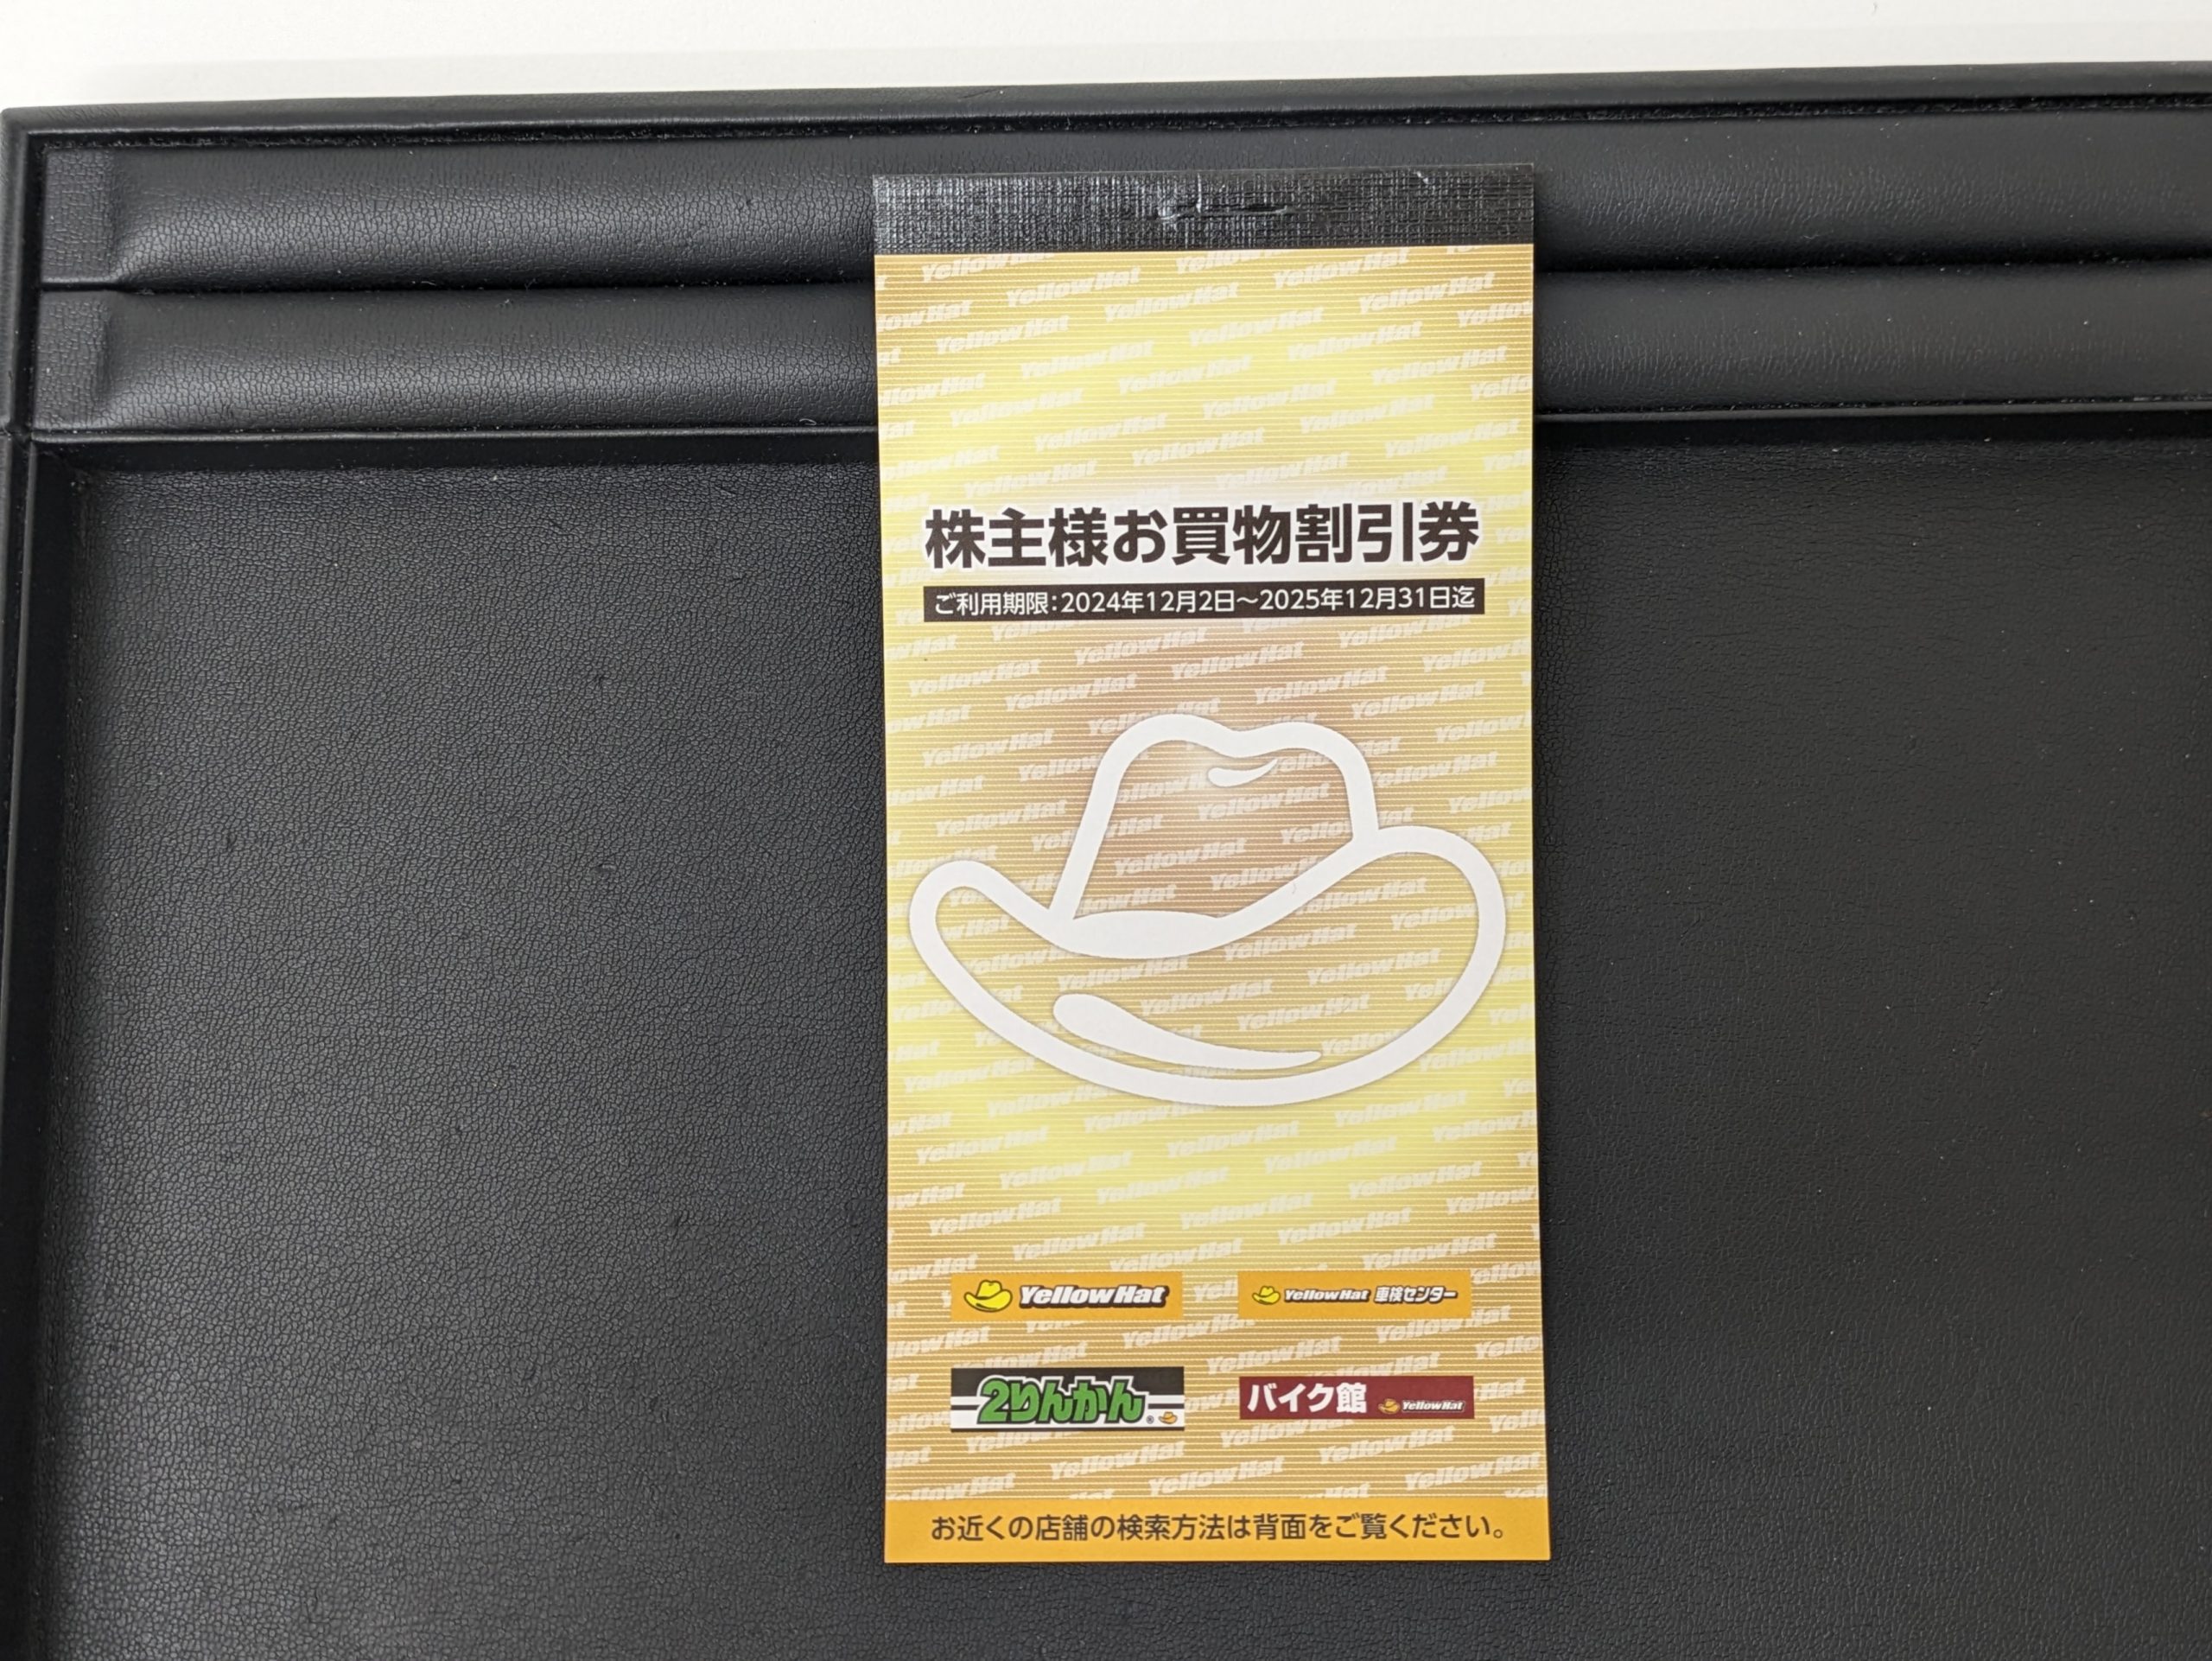 株主様お買物割引券
ご利用期限:2024年12月2日~2025年12月31日迄
YellowHat
YellowHat 車検センター
2りんかん®
バイク館 YellowHat
お近くの店舗の検索方法は背面をご覧ください。